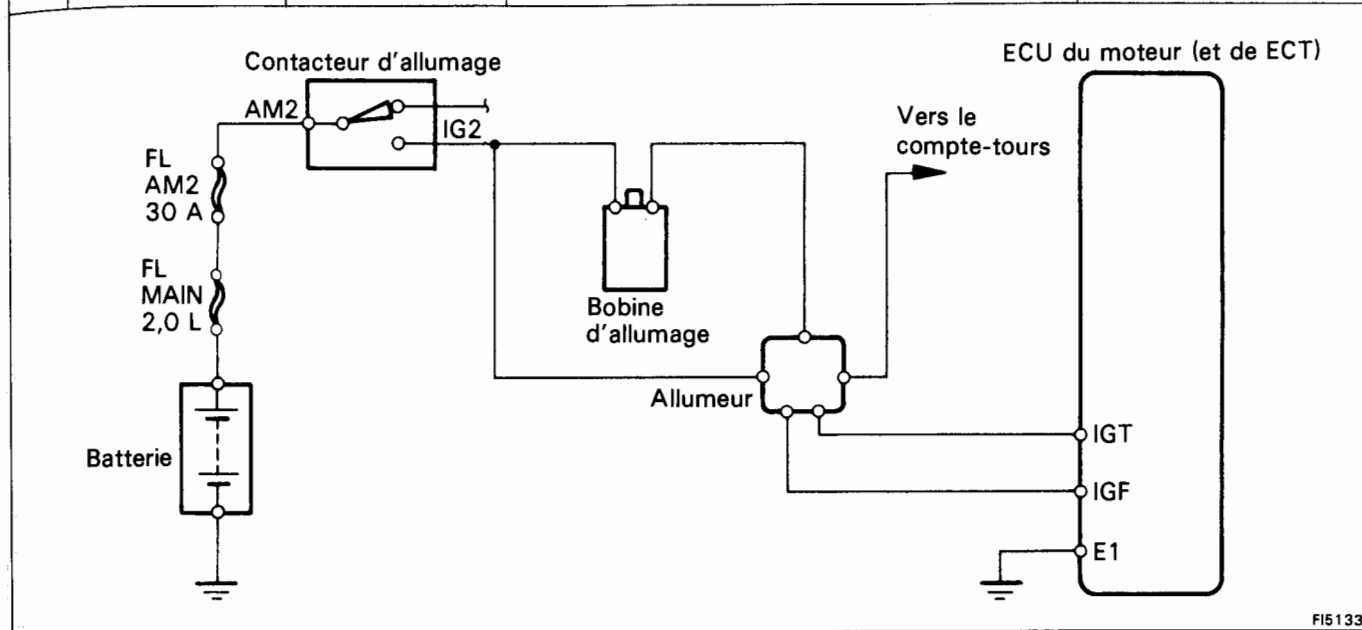 ECU du moteur (et de ECT)
Contacteur d'allumage
AM2
IG2
Vers le
compte-tours
FL
AM2
30 A
FL
MAIN
2,0 L
Bobine
d'allumage
Allumeur
Batterie
IGT
IGF
E1
FI5133